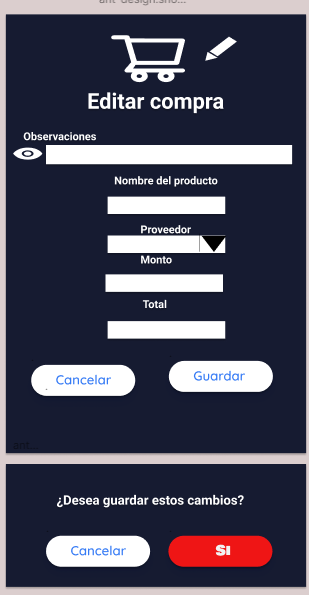 ant-design:sho...
Editar compra
Observaciones
Nombre del producto
Proveedor
Monto
Total
Cancelar
Guardar
¿Desea guardar estos cambios?
Cancelar
SI